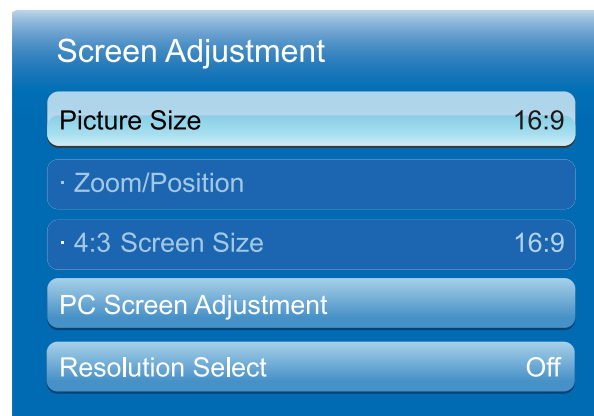 Screen Adjustment
Picture Size 16:9
· Zoom/Position
· 4:3 Screen Size 16:9
PC Screen Adjustment
Resolution Select Off